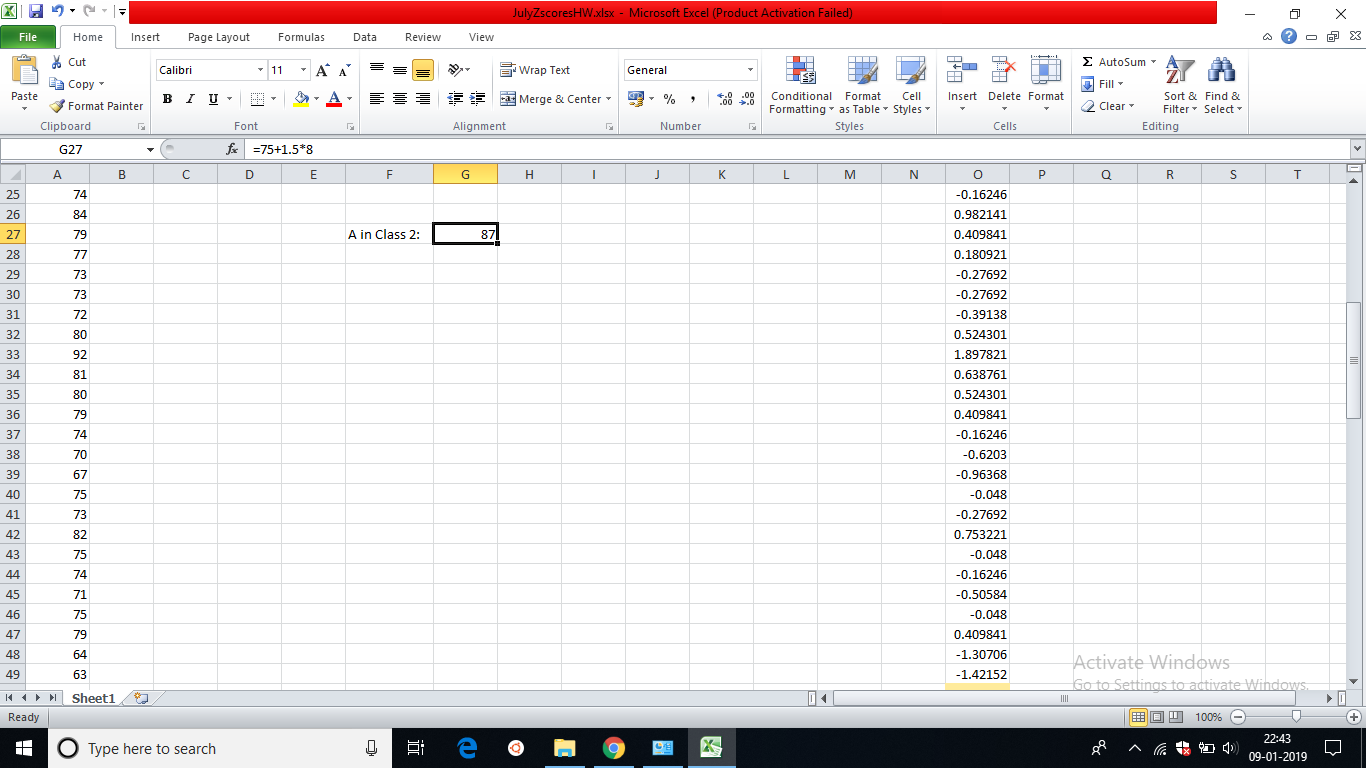 JulyZscoresHW.xlsx - Microsoft Excel (Product Activation Failed)
File Home Insert Page Layout Formulas Data Review View
Paste Cut Copy Format Painter
Clipboard
Calibri 11 A A
B I U A
Font
Wrap Text
Merge & Center
Alignment
General
% , .00 .00
Number
Conditional Formatting Format as Table Cell Styles
Styles
Insert Delete Format
Cells
Σ AutoSum Fill Clear Sort & Filter Find & Select
Editing
G27 fx =75+1.5*8
A B C D E F G H I J K L M N O P Q R S T
25 74 -0.16246
26 84 0.982141
27 79 A in Class 2: 87 0.409841
28 77 0.180921
29 73 -0.27692
30 73 -0.27692
31 72 -0.39138
32 80 0.524301
33 92 1.897821
34 81 0.638761
35 80 0.524301
36 79 0.409841
37 74 -0.16246
38 70 -0.6203
39 67 -0.96368
40 75 -0.048
41 73 -0.27692
42 82 0.753221
43 75 -0.048
44 74 -0.16246
45 71 -0.50584
46 75 -0.048
47 79 0.409841
48 64 -1.30706
49 63 -1.42152
Activate Windows
Go to Settings to activate Windows.
Sheet1
Ready 100%
Type here to search
22:43
09-01-2019